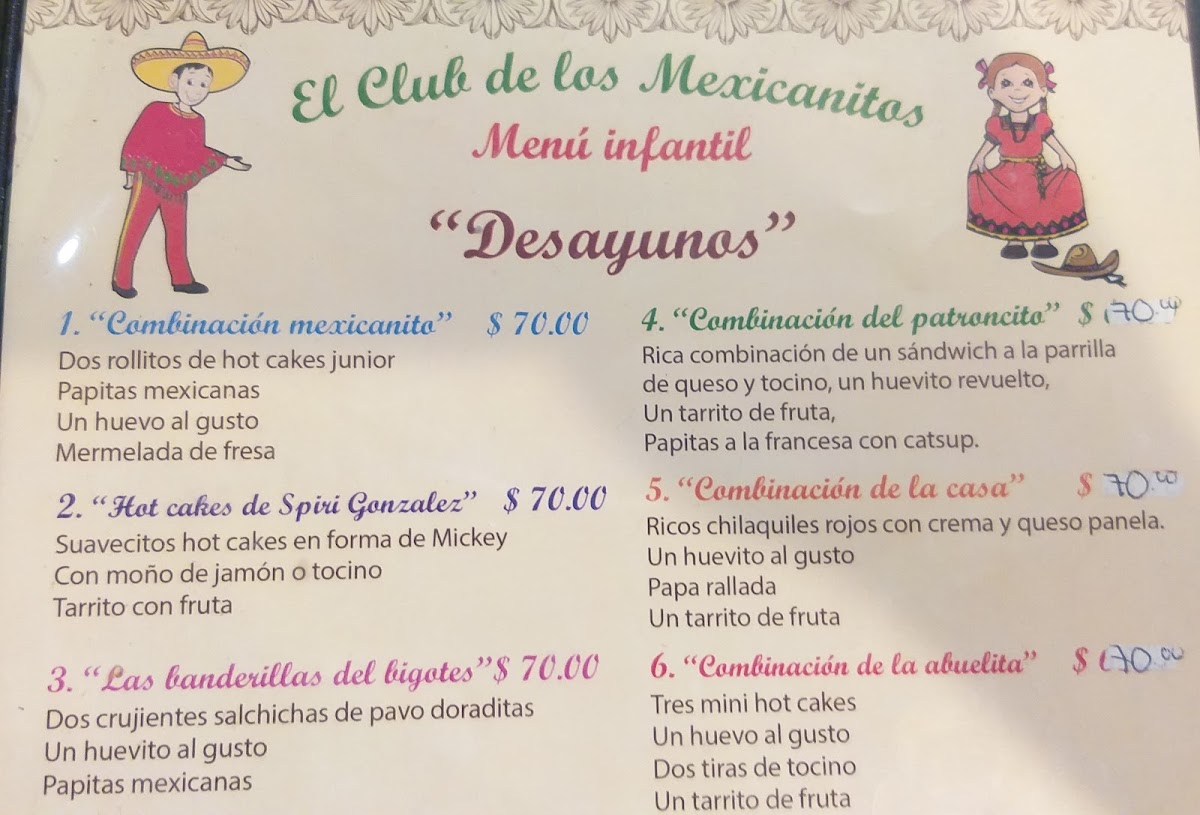 El Club de los Mexicanitos
Menú infantil
“Desayunos”
1. “Combinación mexicanito” $ 70.00
Dos rollitos de hot cakes junior
Papitas mexicanas
Un huevo al gusto
Mermelada de fresa
2. “Hot cakes de Spiri Gonzalez” $ 70.00
Suavecitos hot cakes en forma de Mickey
Con moño de jamón o tocino
Tarrito con fruta
3. “Las banderillas del bigotes” $ 70.00
Dos crujientes salchichas de pavo doraditas
Un huevito al gusto
Papitas mexicanas
4. “Combinación del patroncito” $ 70.00
Rica combinación de un sándwich a la parrilla
de queso y tocino, un huevito revuelto,
Un tarrito de fruta,
Papitas a la francesa con catsup.
5. “Combinación de la casa” $ 70.00
Ricos chilaquiles rojos con crema y queso panela.
Un huevito al gusto
Papa rallada
Un tarrito de fruta
6. “Combinación de la abuelita” $ 70.00
Tres mini hot cakes
Un huevo al gusto
Dos tiras de tocino
Un tarrito de fruta